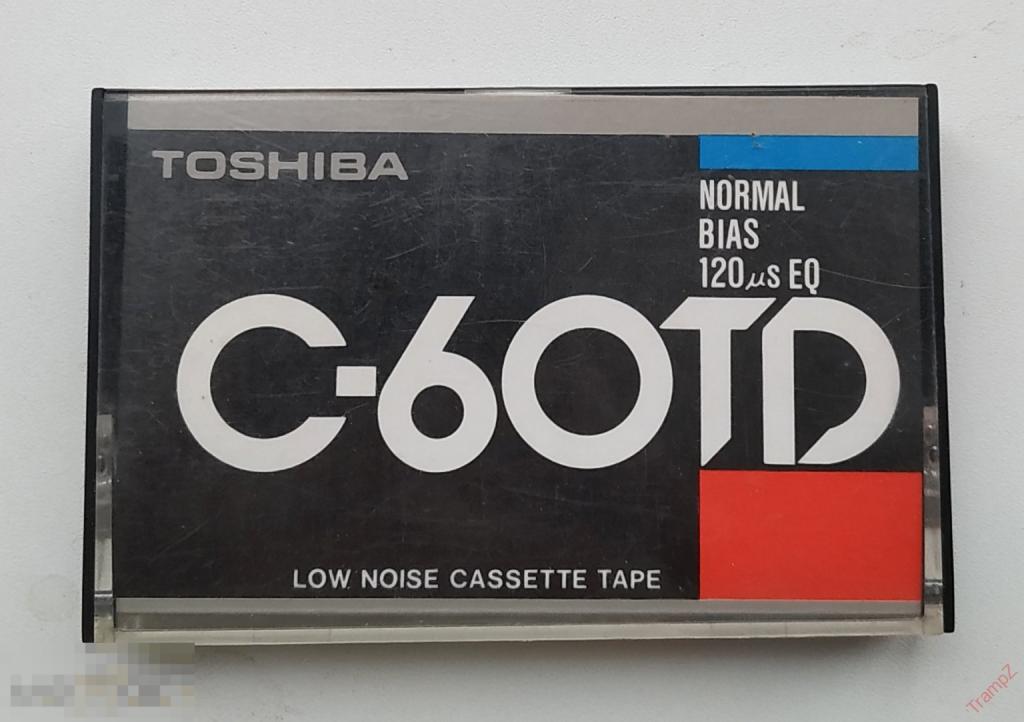 TOSHIBA
NORMAL
BIAS
120μs EQ
C-60TD
LOW NOISE CASSETTE TAPE
TrampZ